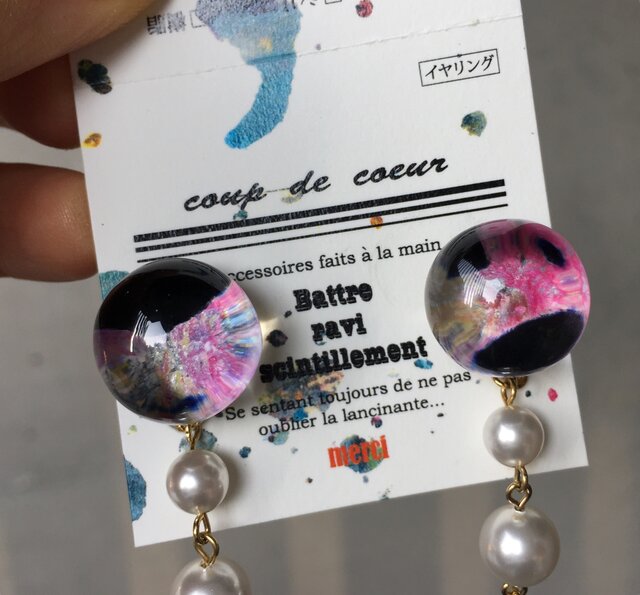 イヤリング
coup de coeur
ccessoires faits à la main
Battre
ravi
scintillement
Se sentant toujours de ne pas
oublier la lancinante...
merci